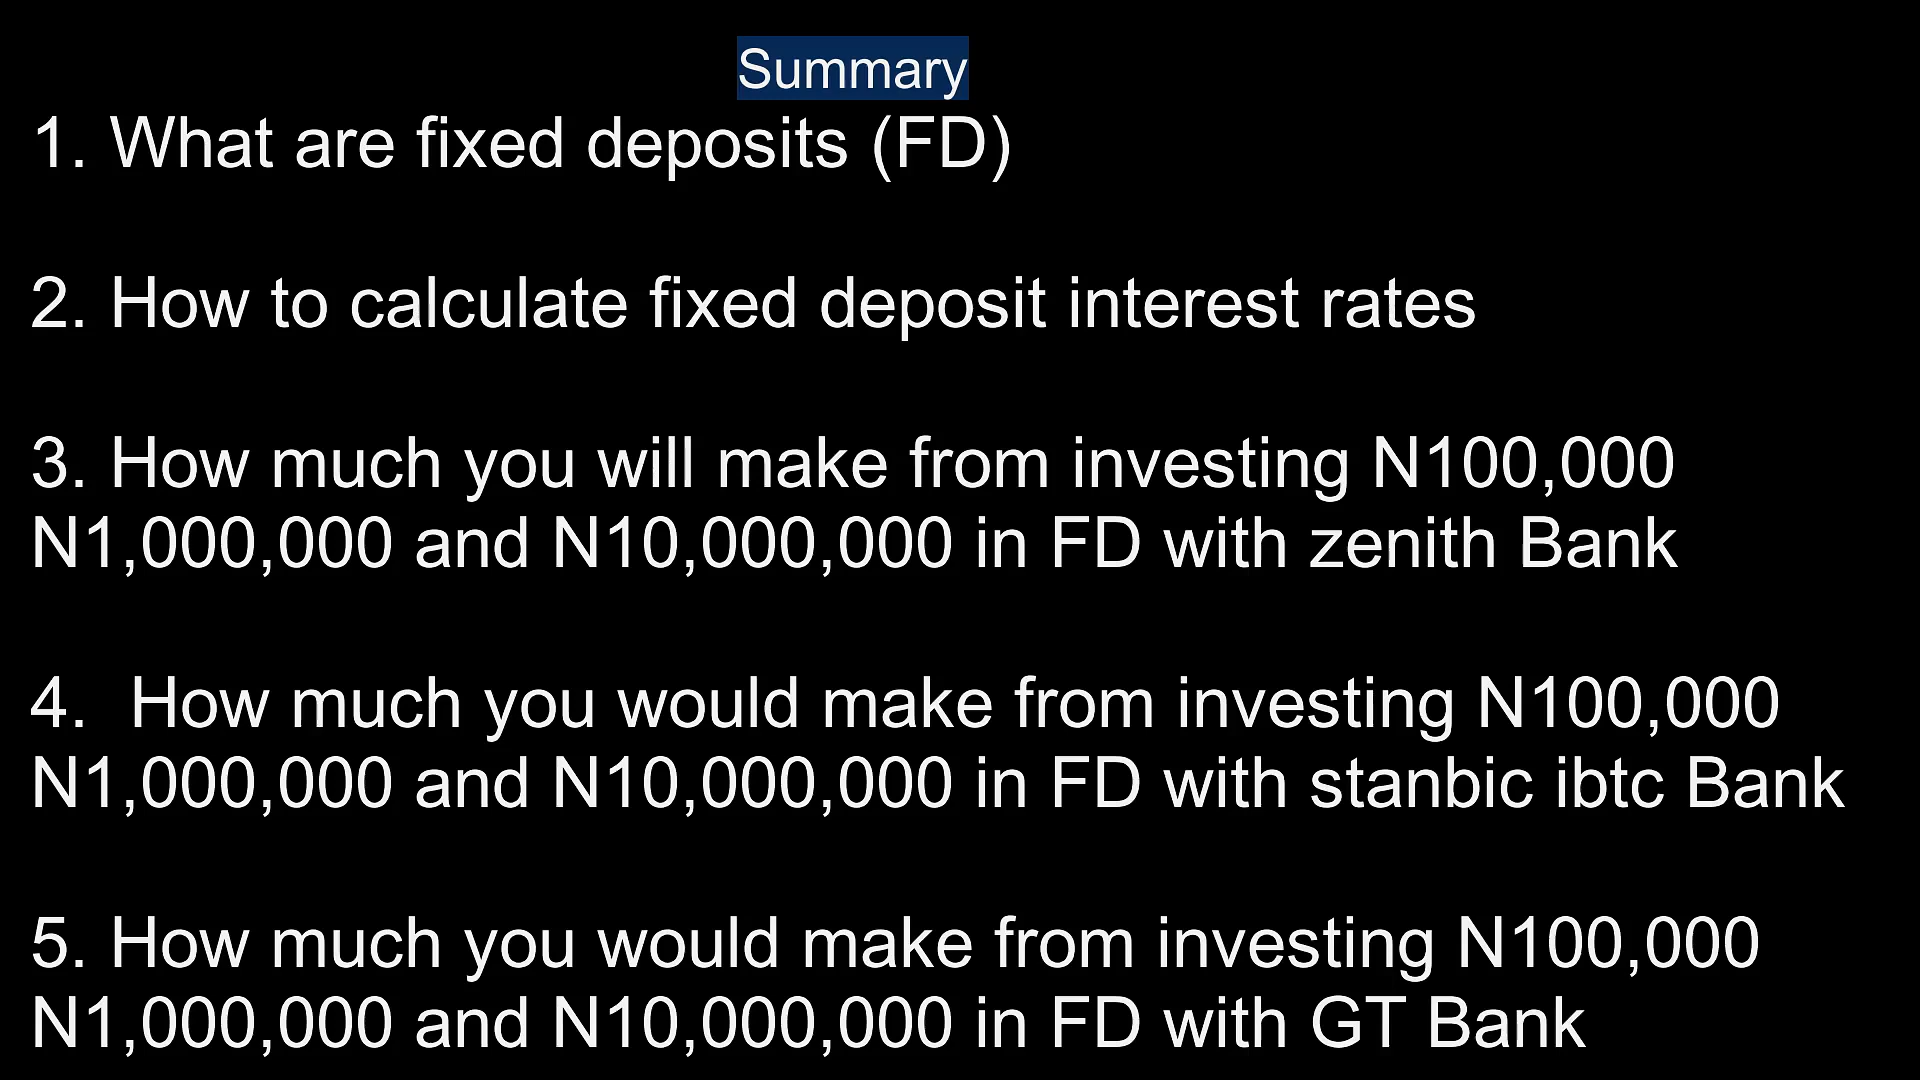 Summary
1. What are fixed deposits (FD)
2. How to calculate fixed deposit interest rates
3. How much you will make from investing N100,000
N1,000,000 and N10,000,000 in FD with zenith Bank
4.  How much you would make from investing N100,000
N1,000,000 and N10,000,000 in FD with stanbic ibtc Bank
5. How much you would make from investing N100,000
N1,000,000 and N10,000,000 in FD with GT Bank